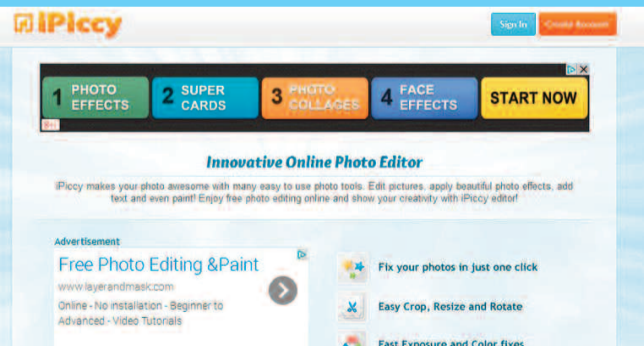 iPiccy
Sign In
Create Account
1 PHOTO EFFECTS
2 SUPER CARDS
3 PHOTO COLLAGES
4 FACE EFFECTS
START NOW
Innovative Online Photo Editor
iPiccy makes your photo awesome with many easy to use photo tools. Edit pictures, apply beautiful photo effects, add
text and even paint! Enjoy free photo editing online and show your creativity with iPiccy editor!
Advertisement
Free Photo Editing &Paint
www.layerandmask.com
Online - No installation - Beginner to
Advanced - Video Tutorials
Fix your photos in just one click
Easy Crop, Resize and Rotate
Fast Exposure and Color fixes